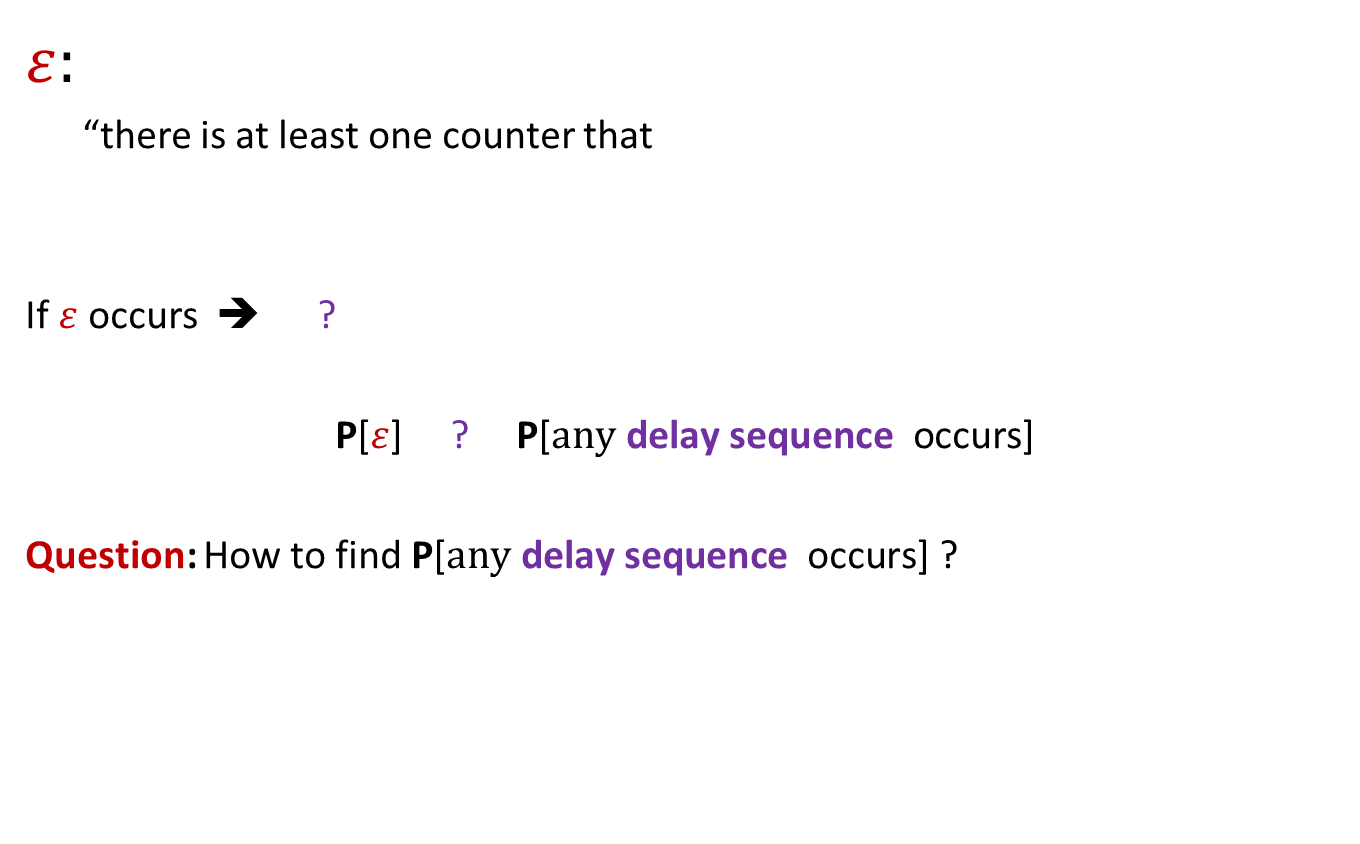 ε:
“there is at least one counter that
If ε occurs ➔ ?
P[ε] ? P[any delay sequence occurs]
Question: How to find P[any delay sequence occurs] ?